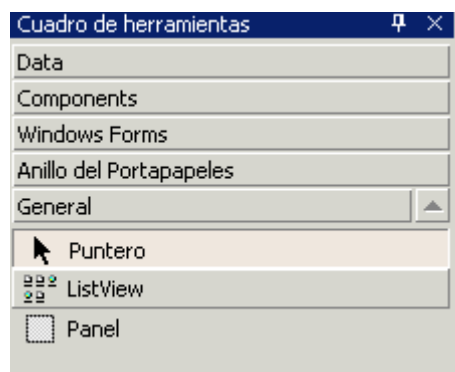 Cuadro de herramientas
Data
Components
Windows Forms
Anillo del Portapapeles
General
Puntero
ListView
Panel